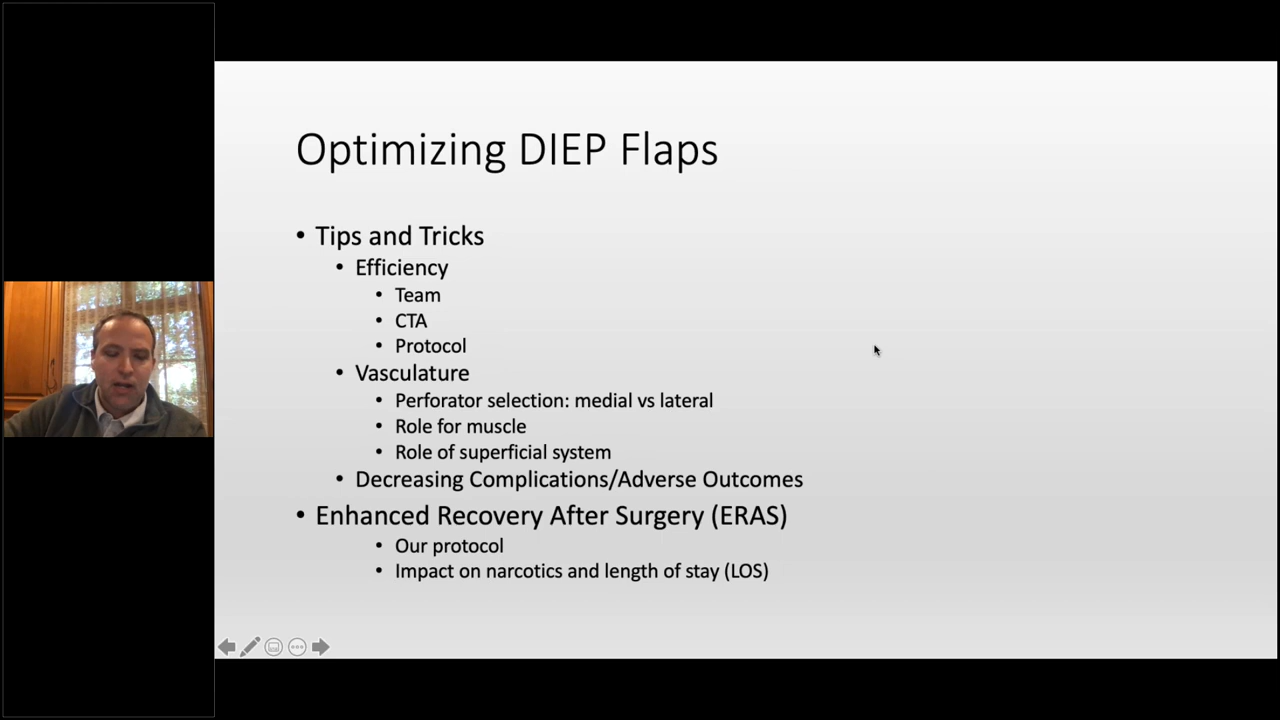 Optimizing DIEP Flaps
• Tips and Tricks
• Efficiency
• Team
• CTA
• Protocol
• Vasculature
• Perforator selection: medial vs lateral
• Role for muscle
• Role of superficial system
• Decreasing Complications/Adverse Outcomes
• Enhanced Recovery After Surgery (ERAS)
• Our protocol
• Impact on narcotics and length of stay (LOS)